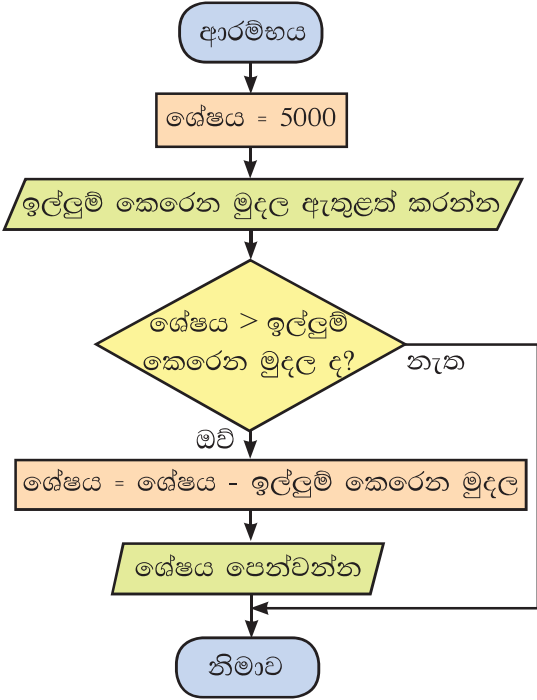 ආරම්භය
ශේෂය = 5000
ඉල්ලුම් කෙරෙන මුදල ඇතුළත් කරන්න
ශේෂය > ඉල්ලුම්
කෙරෙන මුදල ද?
නැත
ඔව්
ශේෂය = ශේෂය - ඉල්ලුම් කෙරෙන මුදල
ශේෂය පෙන්වන්න
නිමාව